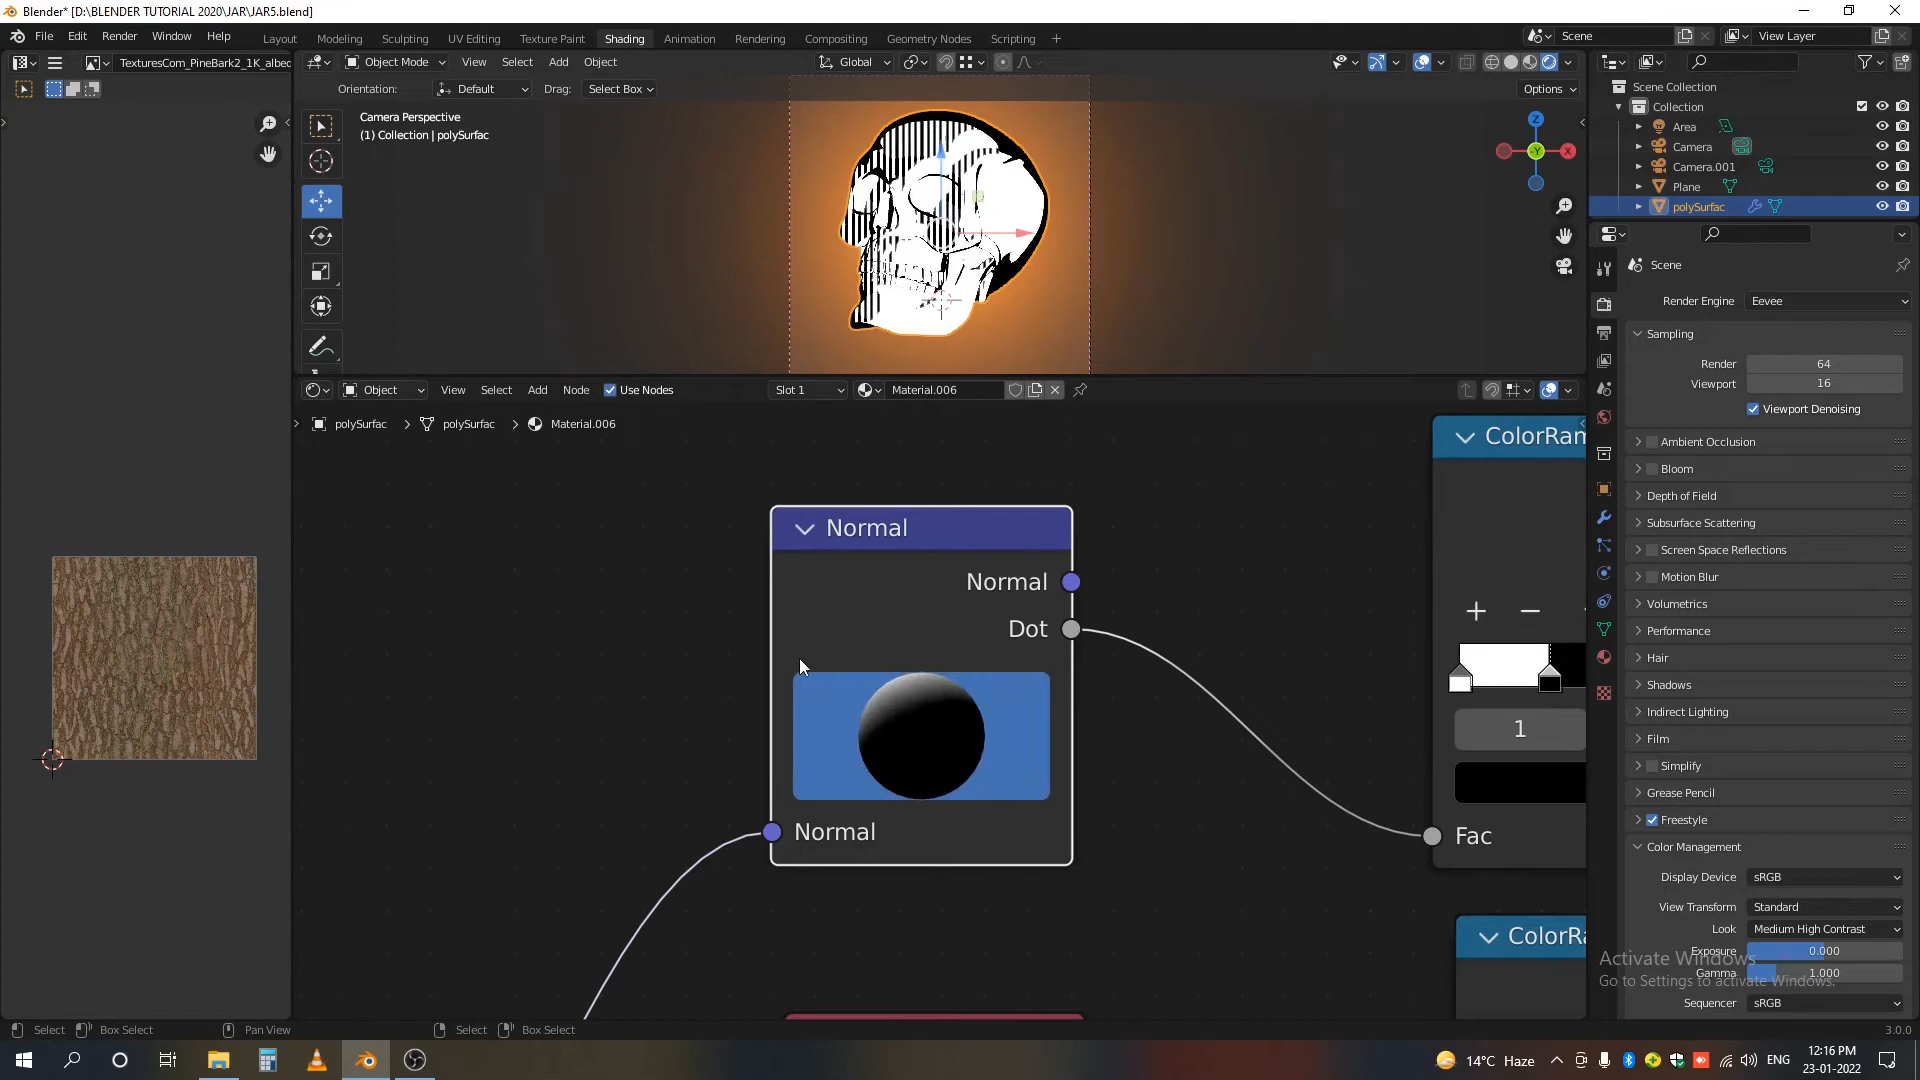 Blender* [D:\BLENDER TUTORIAL 2020\JAR\JAR5.blend]
File Edit Render Window Help Layout Modeling Sculpting UV Editing Texture Paint Shading Animation Rendering Compositing Geometry Nodes Scripting + Scene View Layer
TexturesCom_PineBark2_1K_albed Object Mode View Select Add Object Global
Orientation: Default Drag: Select Box Options
Camera Perspective
(1) Collection | polySurfac
Z
-Y
X
Scene Collection
Collection
Area
Camera
Camera.001
Plane
polySurfac
Scene
Render Engine Eevee
Sampling
Render 64
Viewport 16
Viewport Denoising
Ambient Occlusion
Bloom
Depth of Field
Subsurface Scattering
Screen Space Reflections
Motion Blur
Volumetrics
Performance
Hair
Shadows
Indirect Lighting
Film
Simplify
Grease Pencil
Freestyle
Color Management
Display Device sRGB
View Transform Standard
Look Medium High Contrast
Exposure 0.000
Gamma 1.000
Sequencer sRGB
Activate Windows
Go to Settings to activate Windows.
Object View Select Add Node Use Nodes Slot 1 Material.006
polySurfac > polySurfac > Material.006
Normal
Normal
Dot
Normal
ColorRam
+ −
1
Fac
ColorRa
Select Box Select Pan View Select Box Select 3.0.0
14°C Haze ENG
12:16 PM
23-01-2022